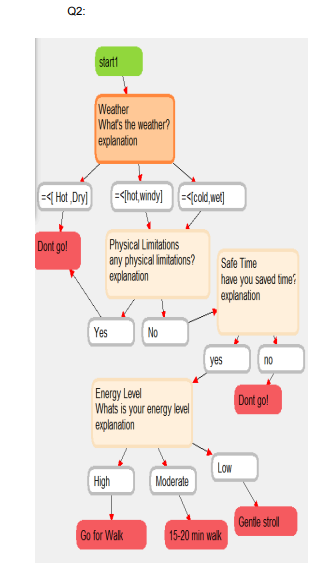 Q2:
start1
Weather
What's the weather?
explanation
=<[ Hot ,Dry]
=<[hot,windy]
=<[cold,wet]
Dont go!
Physical Limitations
any physical limitations?
explanation
Safe Time
have you saved time?
explanation
Yes
No
yes
no
Energy Level
Whats is your energy level
explanation
Dont go!
High
Moderate
Low
Go for Walk
15-20 min walk
Gentle stroll